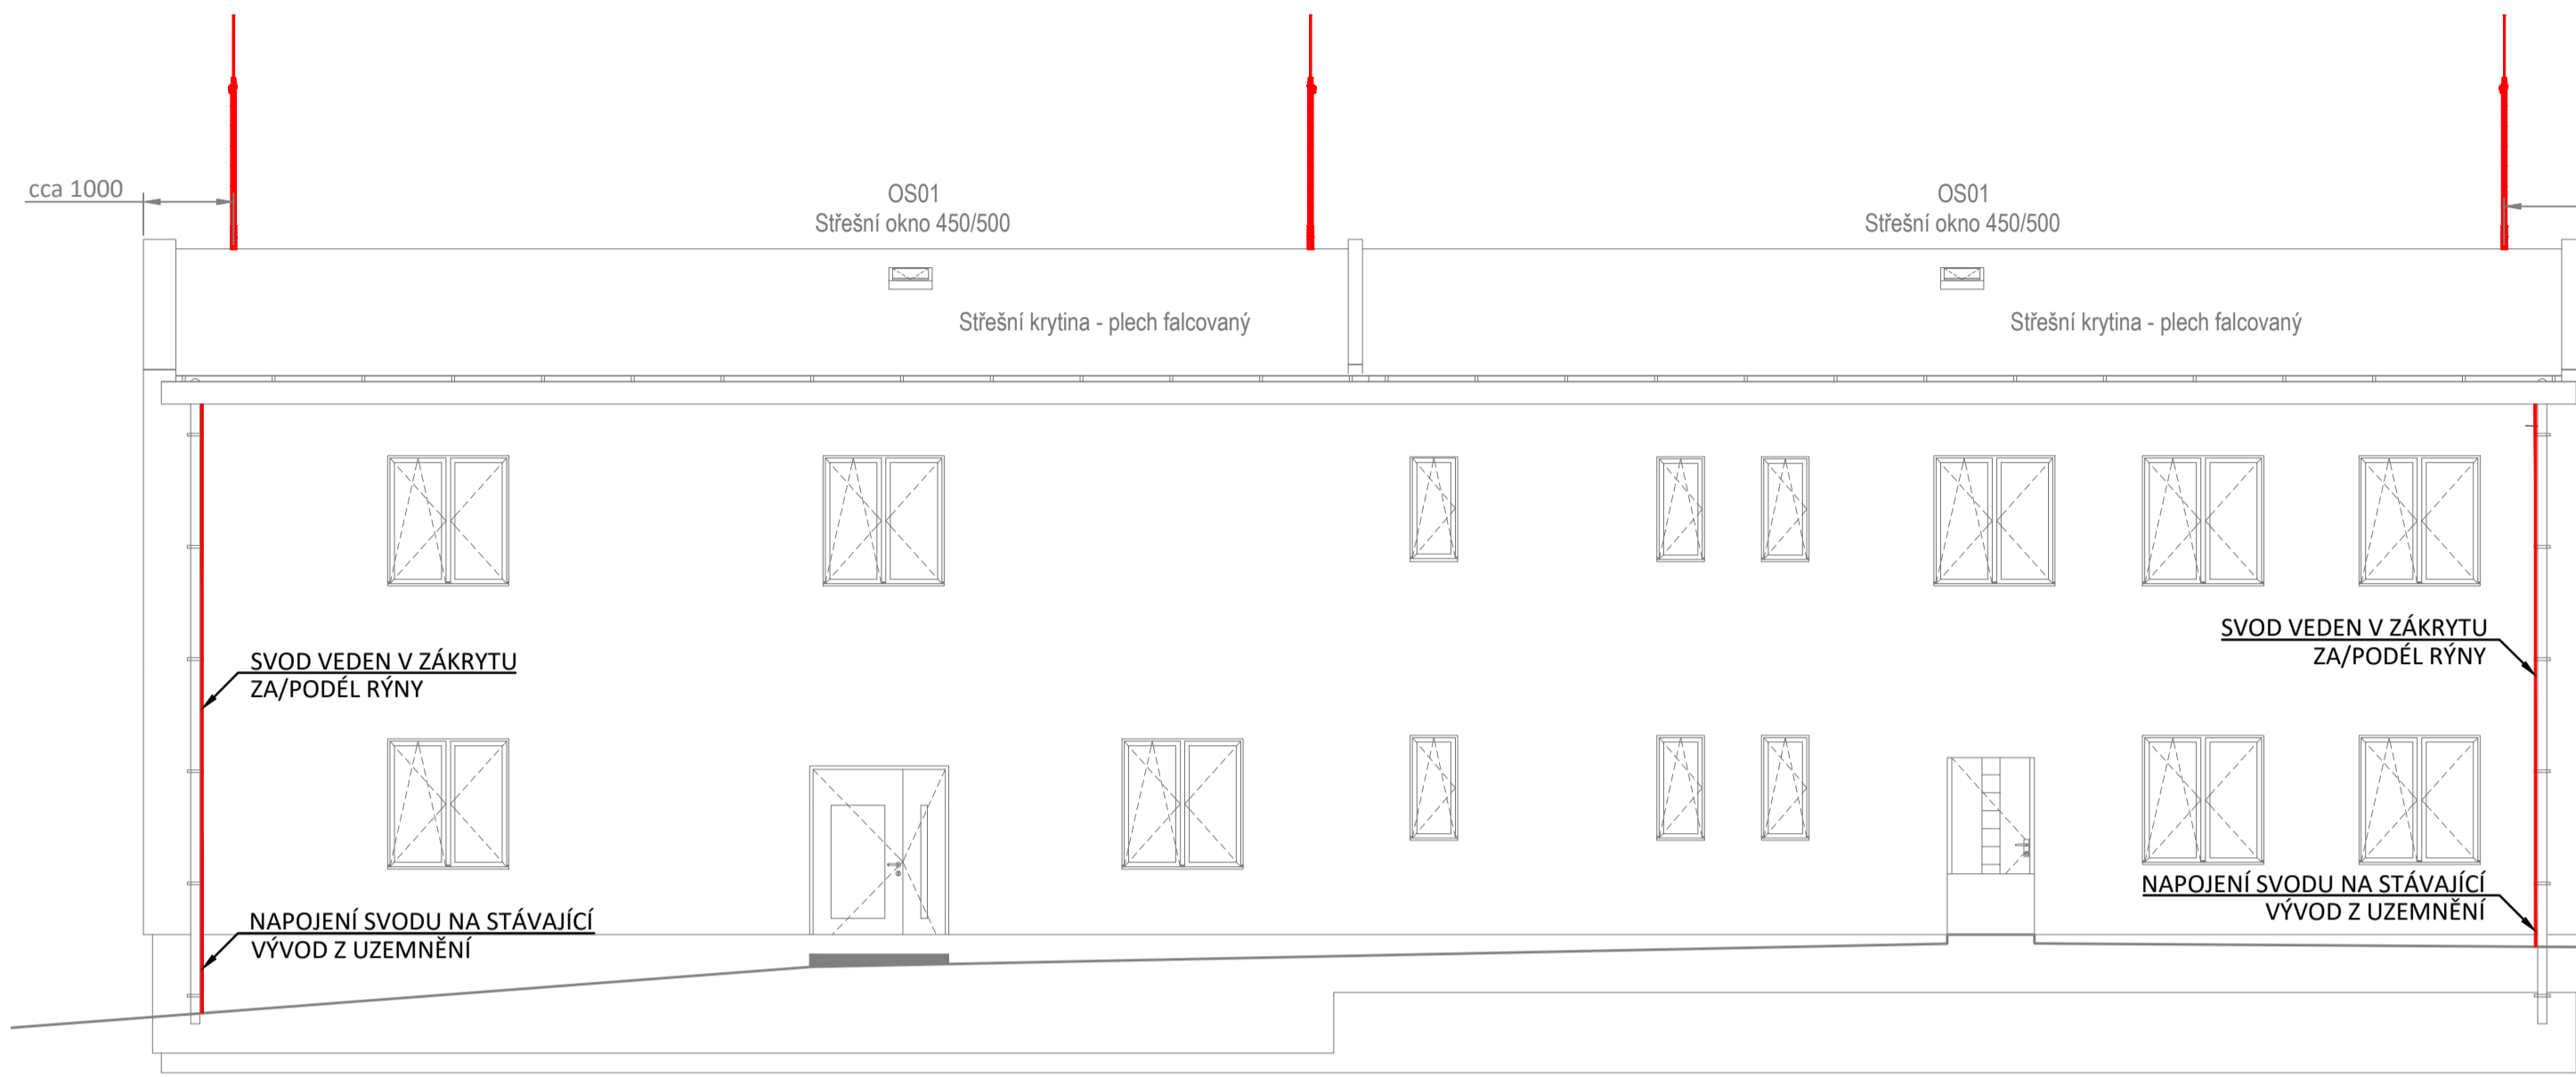 cca 1000
OS01
Střešní okno 450/500
OS01
Střešní okno 450/500
Střešní krytina - plech falcovaný
Střešní krytina - plech falcovaný
SVOD VEDEN V ZÁKRYTU
ZA/PODÉL RÝNY
SVOD VEDEN V ZÁKRYTU
ZA/PODÉL RÝNY
NAPOJENÍ SVODU NA STÁVAJÍCÍ
VÝVOD Z UZEMNĚNÍ
NAPOJENÍ SVODU NA STÁVAJÍCÍ
VÝVOD Z UZEMNĚNÍ